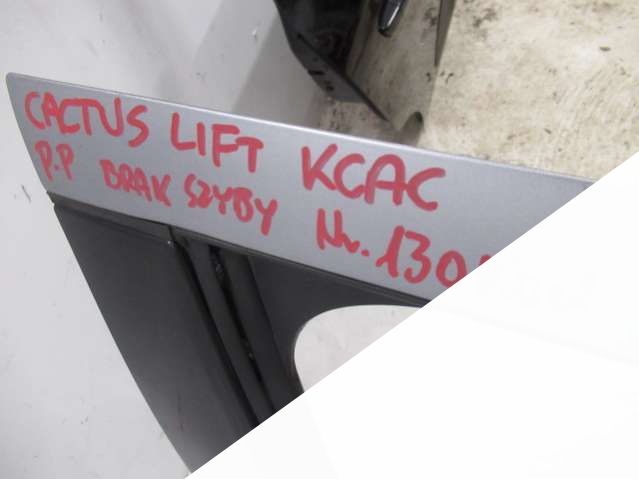 CACTUS LIFT KCAC
P.P BRAK SZYBY Nr. 130